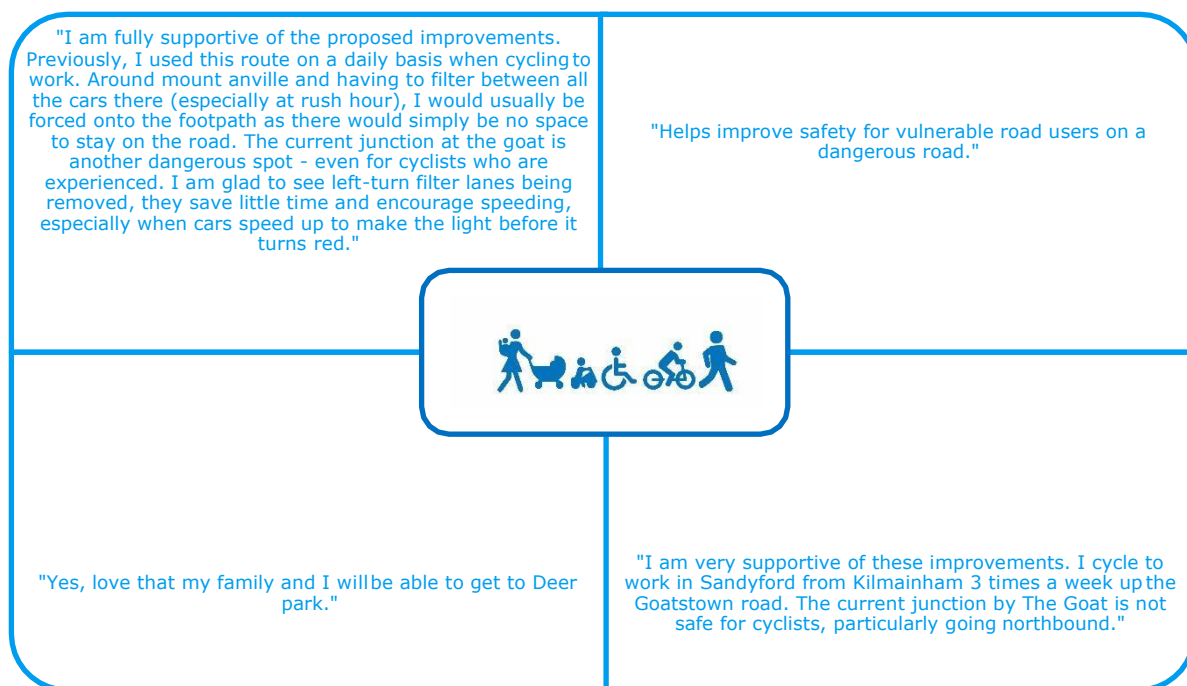 "I am fully supportive of the proposed improvements.
Previously, I used this route on a daily basis when cycling to
work. Around mount anville and having to filter between all
the cars there (especially at rush hour), I would usually be
forced onto the footpath as there would simply be no space
to stay on the road. The current junction at the goat is
another dangerous spot - even for cyclists who are
experienced. I am glad to see left-turn filter lanes being
removed, they save little time and encourage speeding,
especially when cars speed up to make the light before it
turns red."
"Helps improve safety for vulnerable road users on a
dangerous road."
"Yes, love that my family and I will be able to get to Deer
park."
"I am very supportive of these improvements. I cycle to
work in Sandyford from Kilmainham 3 times a week up the
Goatstown road. The current junction by The Goat is not
safe for cyclists, particularly going northbound."